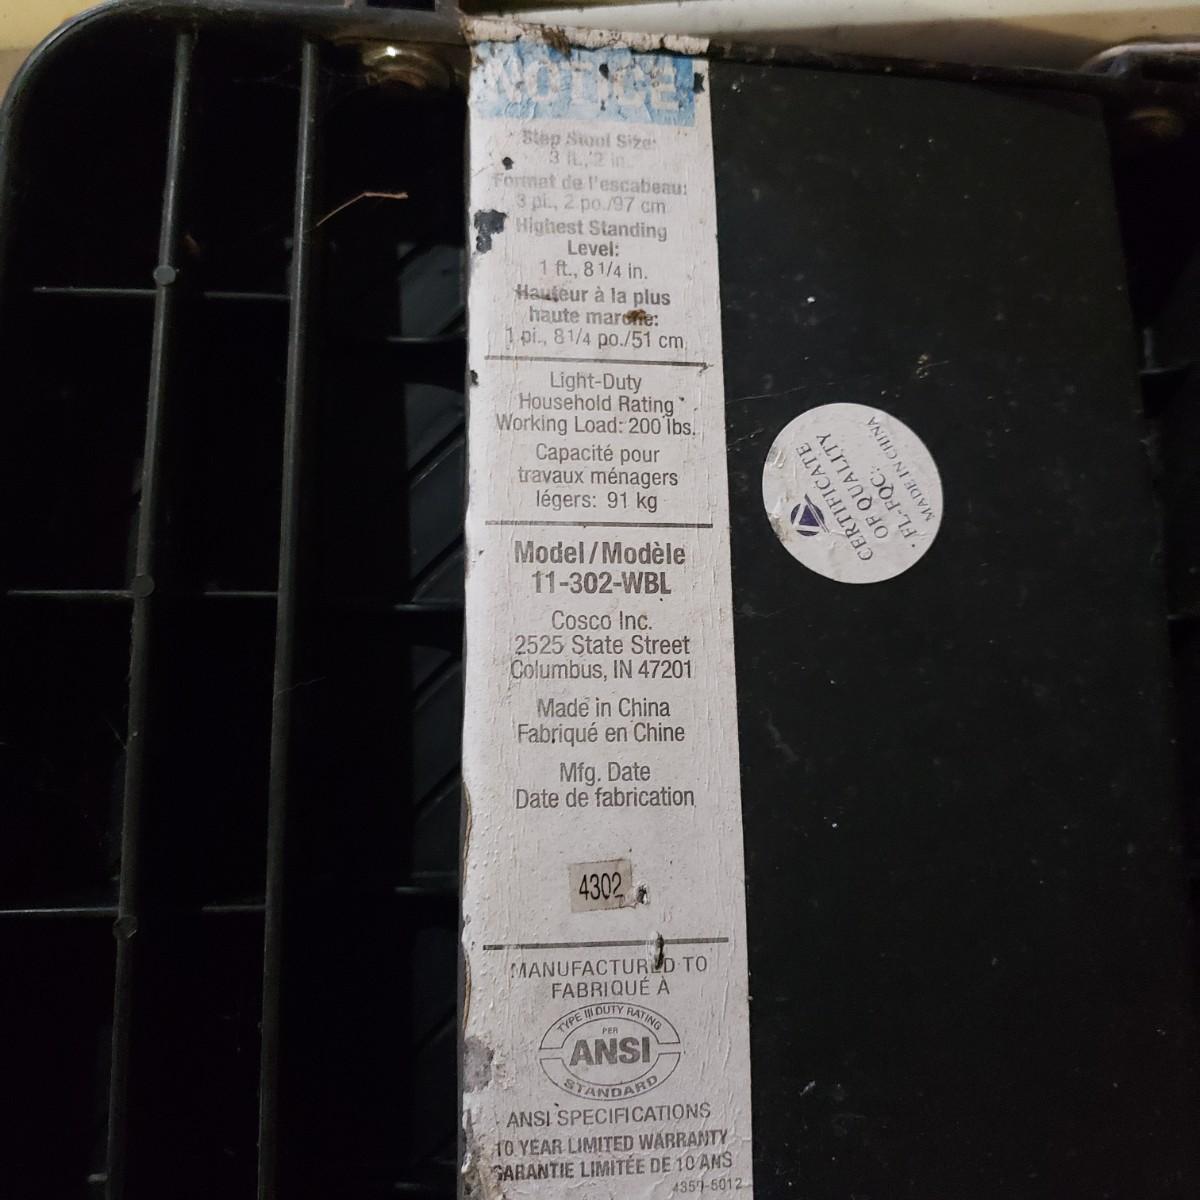 NOTICE
Step Stool Size:
3 ft., 2 in.
Format de l'escabeau:
3 pi., 2 po./97 cm
Highest Standing
Level:
1 ft., 8 1/4 in.
Hauteur à la plus
haute marche:
1 pi., 8 1/4 po./51 cm
Light-Duty
Household Rating
Working Load: 200 lbs.
Capacité pour
travaux ménagers
légers: 91 kg
Model/Modèle
11-302-WBL
Cosco Inc.
2525 State Street
Columbus, IN 47201
Made in China
Fabriqué en Chine
Mfg. Date
Date de fabrication
4302
MANUFACTURED TO
FABRIQUÉ À
TYPE III DUTY RATING
PER
ANSI
STANDARD
ANSI SPECIFICATIONS
10 YEAR LIMITED WARRANTY
GARANTIE LIMITÉE DE 10 ANS
4359-5012
CERTIFICATE
OF QUALITY
FL-FQC.
MADE IN CHINA